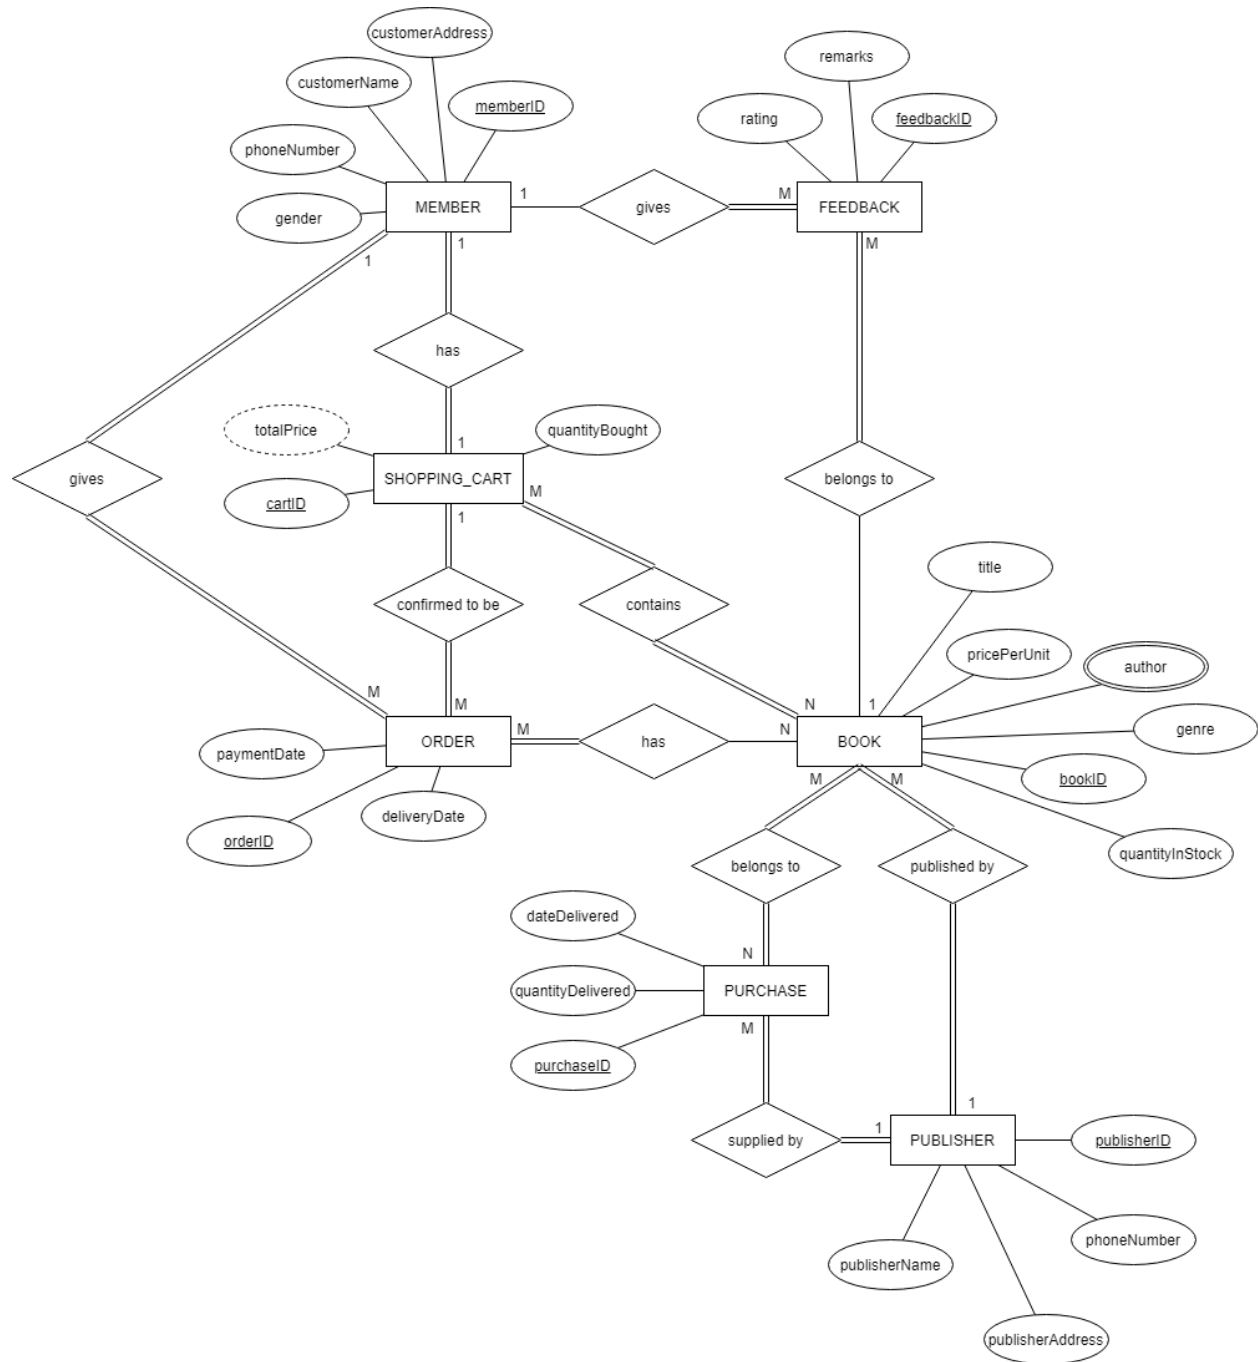 customerAddress
customerName
memberID
phoneNumber
gender
MEMBER
1
gives
M
remarks
rating
feedbackID
FEEDBACK
M
1
1
has
1
totalPrice
quantityBought
SHOPPING_CART
cartID
M
1
gives
belongs to
confirmed to be
contains
title
pricePerUnit
author
genre
bookID
quantityInStock
M
M
N
1
ORDER
M
has
N
BOOK
paymentDate
deliveryDate
orderID
M
M
belongs to
published by
dateDelivered
N
quantityDelivered
PURCHASE
purchaseID
M
supplied by
1
1
PUBLISHER
publisherID
phoneNumber
publisherName
publisherAddress